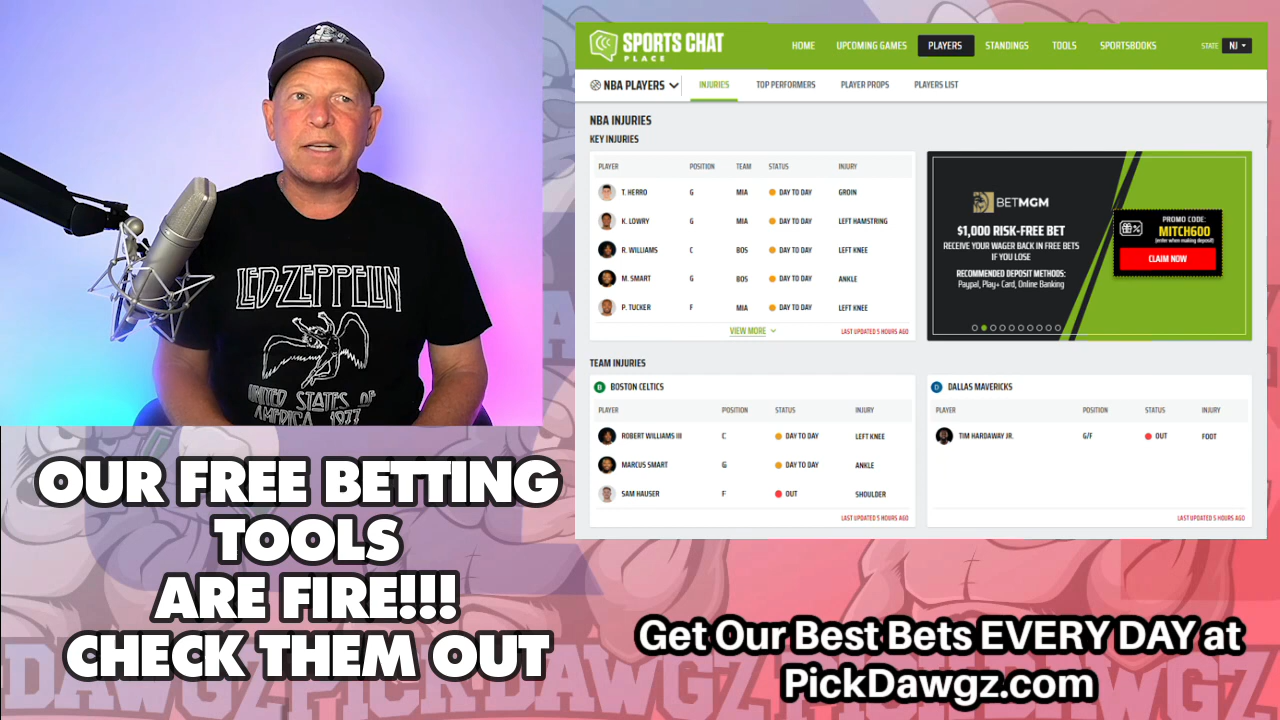 LED-ZEPPELIN
UNITED STATES OF
AMERICA 1977
OUR FREE BETTING
TOOLS
ARE FIRE!!!
CHECK THEM OUT
SPORTS CHAT
PLACE
HOME UPCOMING GAMES PLAYERS STANDINGS TOOLS SPORTSBOOKS STATE NJ
NBA PLAYERS INJURIES TOP PERFORMERS PLAYER PROPS PLAYERS LIST
NBA INJURIES
KEY INJURIES
PLAYER POSITION TEAM STATUS INJURY
T. HERRO G MIA DAY TO DAY GROIN
K. LOWRY G MIA DAY TO DAY LEFT HAMSTRING
R. WILLIAMS C BOS DAY TO DAY LEFT KNEE
M. SMART G BOS DAY TO DAY ANKLE
P. TUCKER F MIA DAY TO DAY LEFT KNEE
VIEW MORE LAST UPDATED 5 HOURS AGO
BETMGM
$1,000 RISK-FREE BET
RECEIVE YOUR WAGER BACK IN FREE BETS
IF YOU LOSE
RECOMMENDED DEPOSIT METHODS:
Paypal, Play+ Card, Online Banking
PROMO CODE:
MITCH600
(enter when making deposit)
CLAIM NOW
TEAM INJURIES
B BOSTON CELTICS
PLAYER POSITION STATUS INJURY
ROBERT WILLIAMS III C DAY TO DAY LEFT KNEE
MARCUS SMART G DAY TO DAY ANKLE
SAM HAUSER F OUT SHOULDER
LAST UPDATED 5 HOURS AGO
D DALLAS MAVERICKS
PLAYER POSITION STATUS INJURY
TIM HARDAWAY JR. G/F OUT FOOT
LAST UPDATED 5 HOURS AGO
Get Our Best Bets EVERY DAY at
PickDawgz.com
DAWGZ PICKDAWGZ PICKDAWGZ